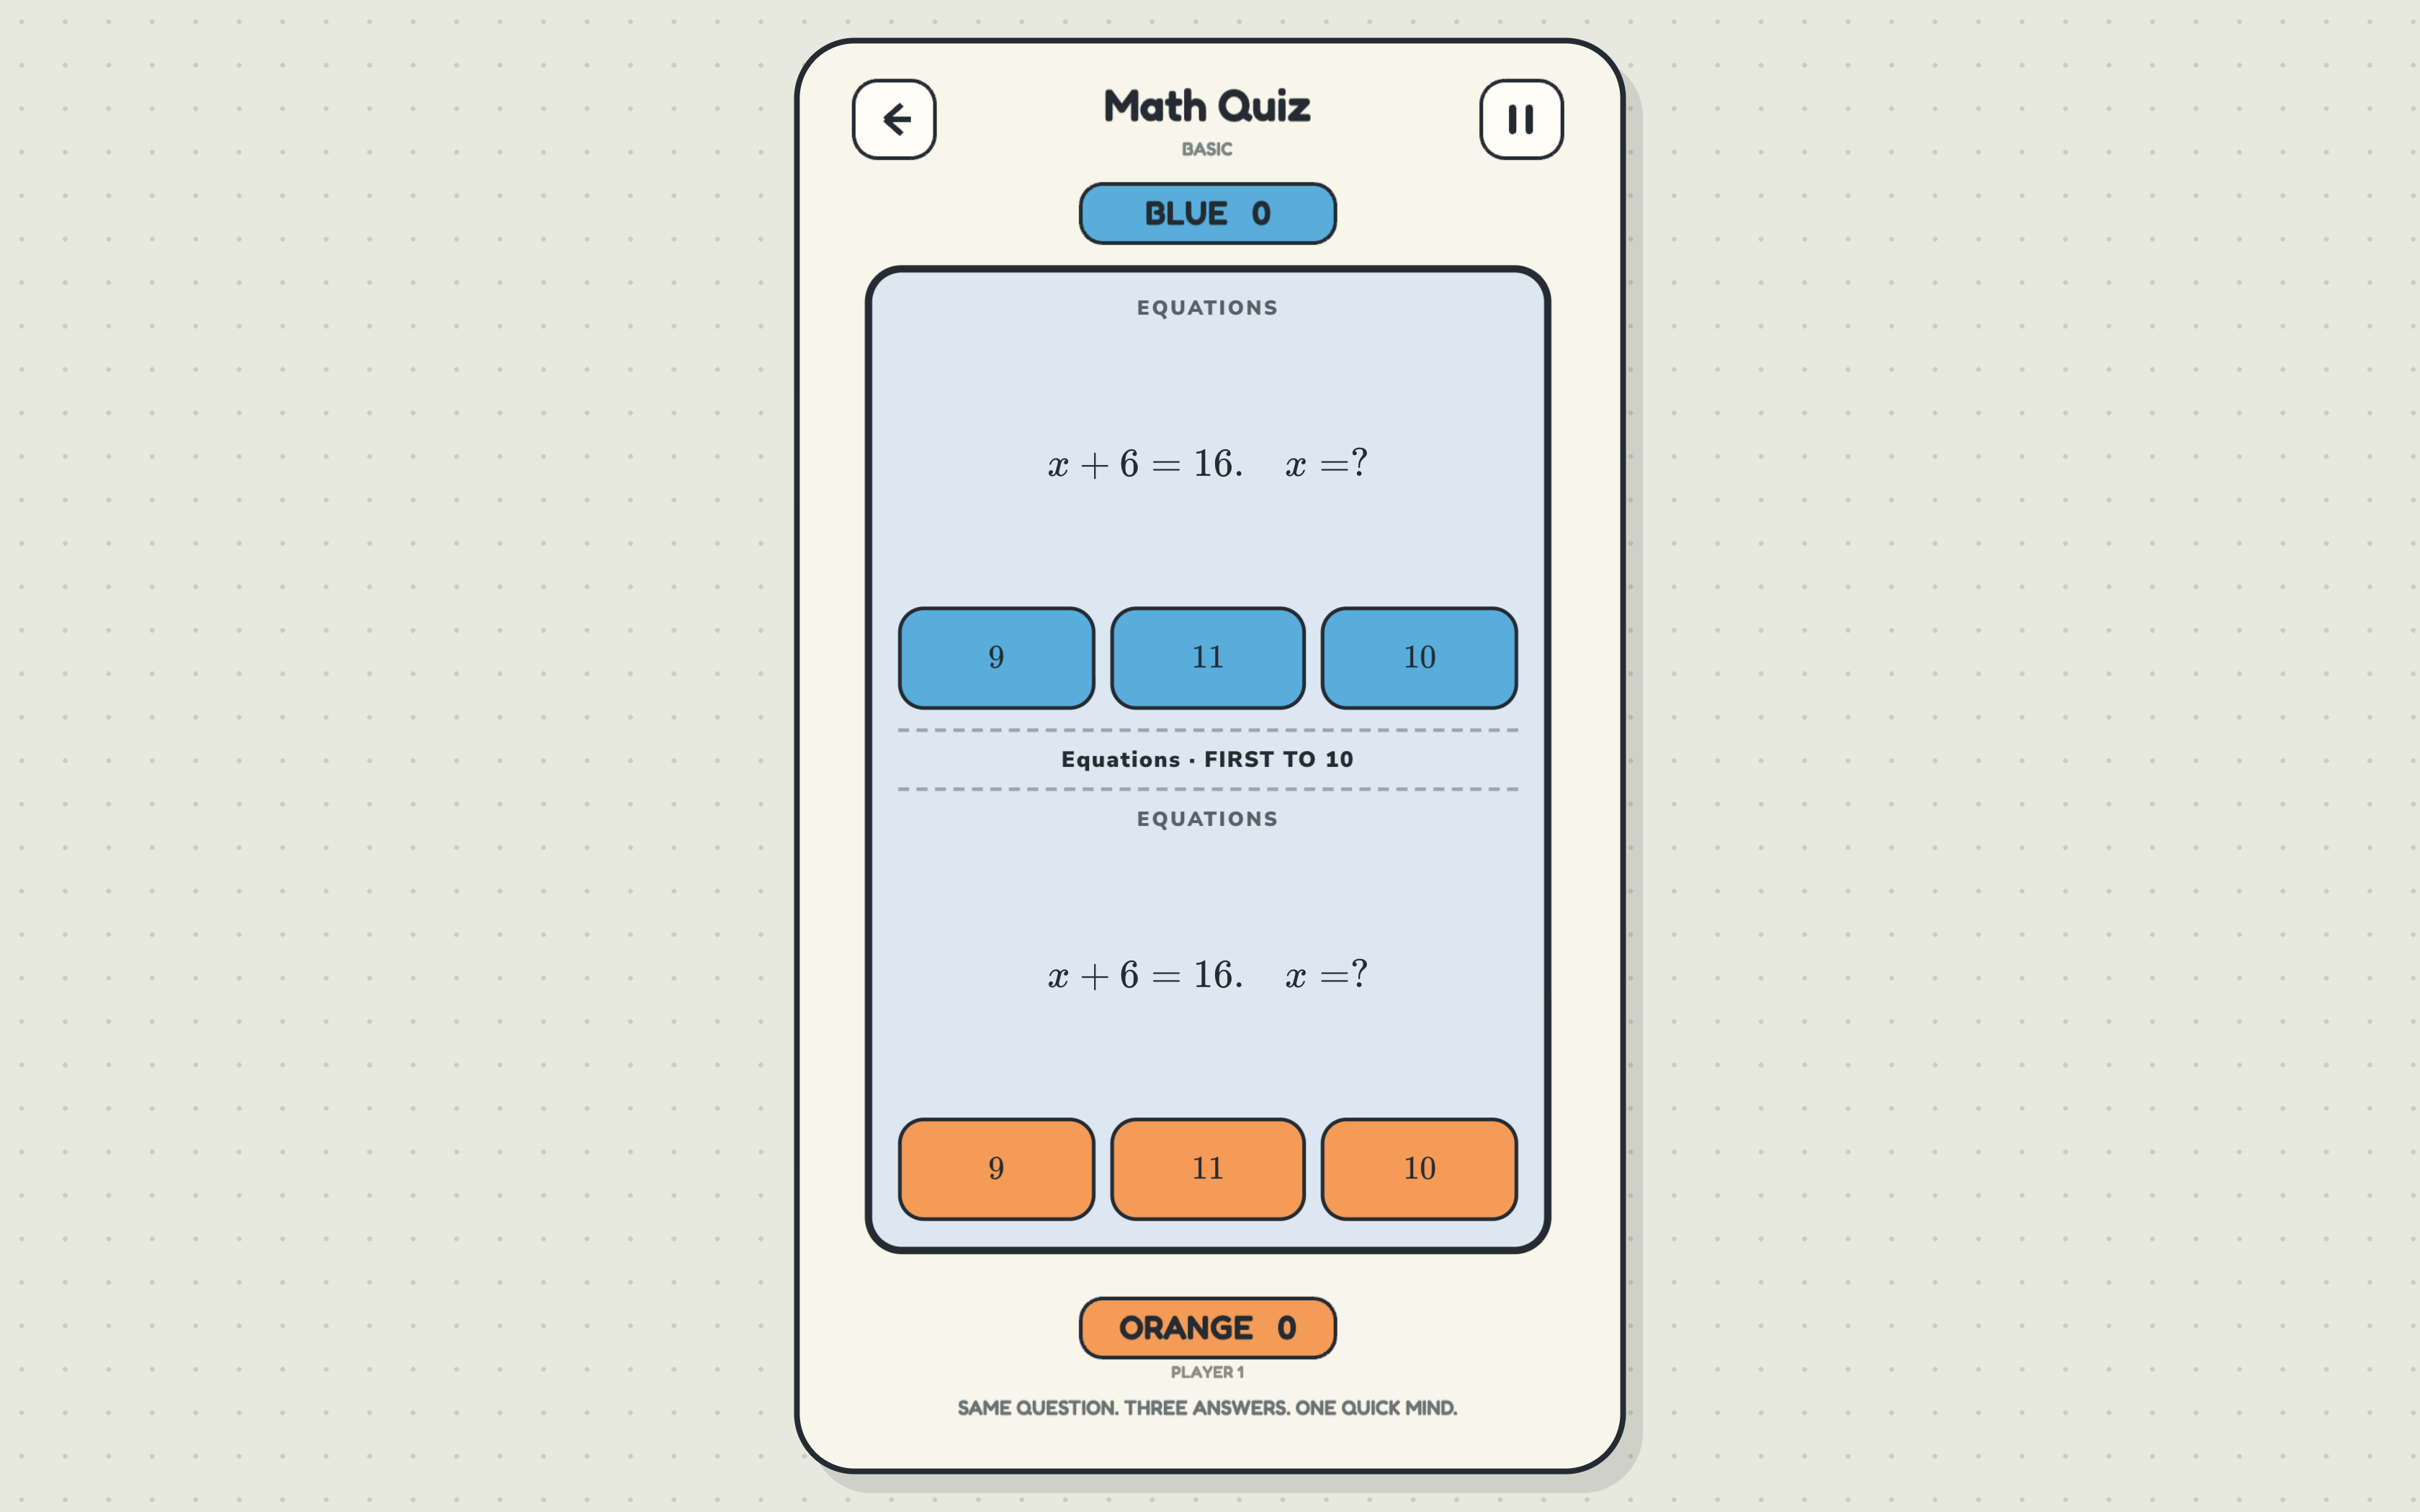 Math Quiz
BASIC
BLUE 0
EQUATIONS
x + 6 = 16. x =?
9 11 10
Equations · FIRST TO 10
EQUATIONS
x + 6 = 16. x =?
9 11 10
ORANGE 0
PLAYER 1
SAME QUESTION. THREE ANSWERS. ONE QUICK MIND.